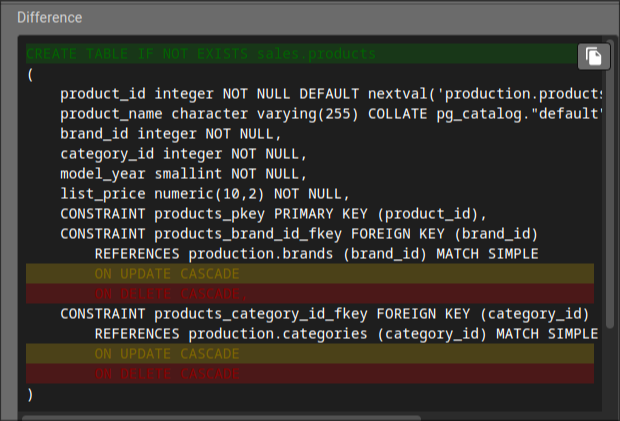 Difference
CREATE TABLE IF NOT EXISTS sales.products
(
product_id integer NOT NULL DEFAULT nextval('production.products
product_name character varying(255) COLLATE pg_catalog."default"
brand_id integer NOT NULL,
category_id integer NOT NULL,
model_year smallint NOT NULL,
list_price numeric(10,2) NOT NULL,
CONSTRAINT products_pkey PRIMARY KEY (product_id),
CONSTRAINT products_brand_id_fkey FOREIGN KEY (brand_id)
REFERENCES production.brands (brand_id) MATCH SIMPLE
ON UPDATE CASCADE
ON DELETE CASCADE,
CONSTRAINT products_category_id_fkey FOREIGN KEY (category_id)
REFERENCES production.categories (category_id) MATCH SIMPLE
ON UPDATE CASCADE
ON DELETE CASCADE
)